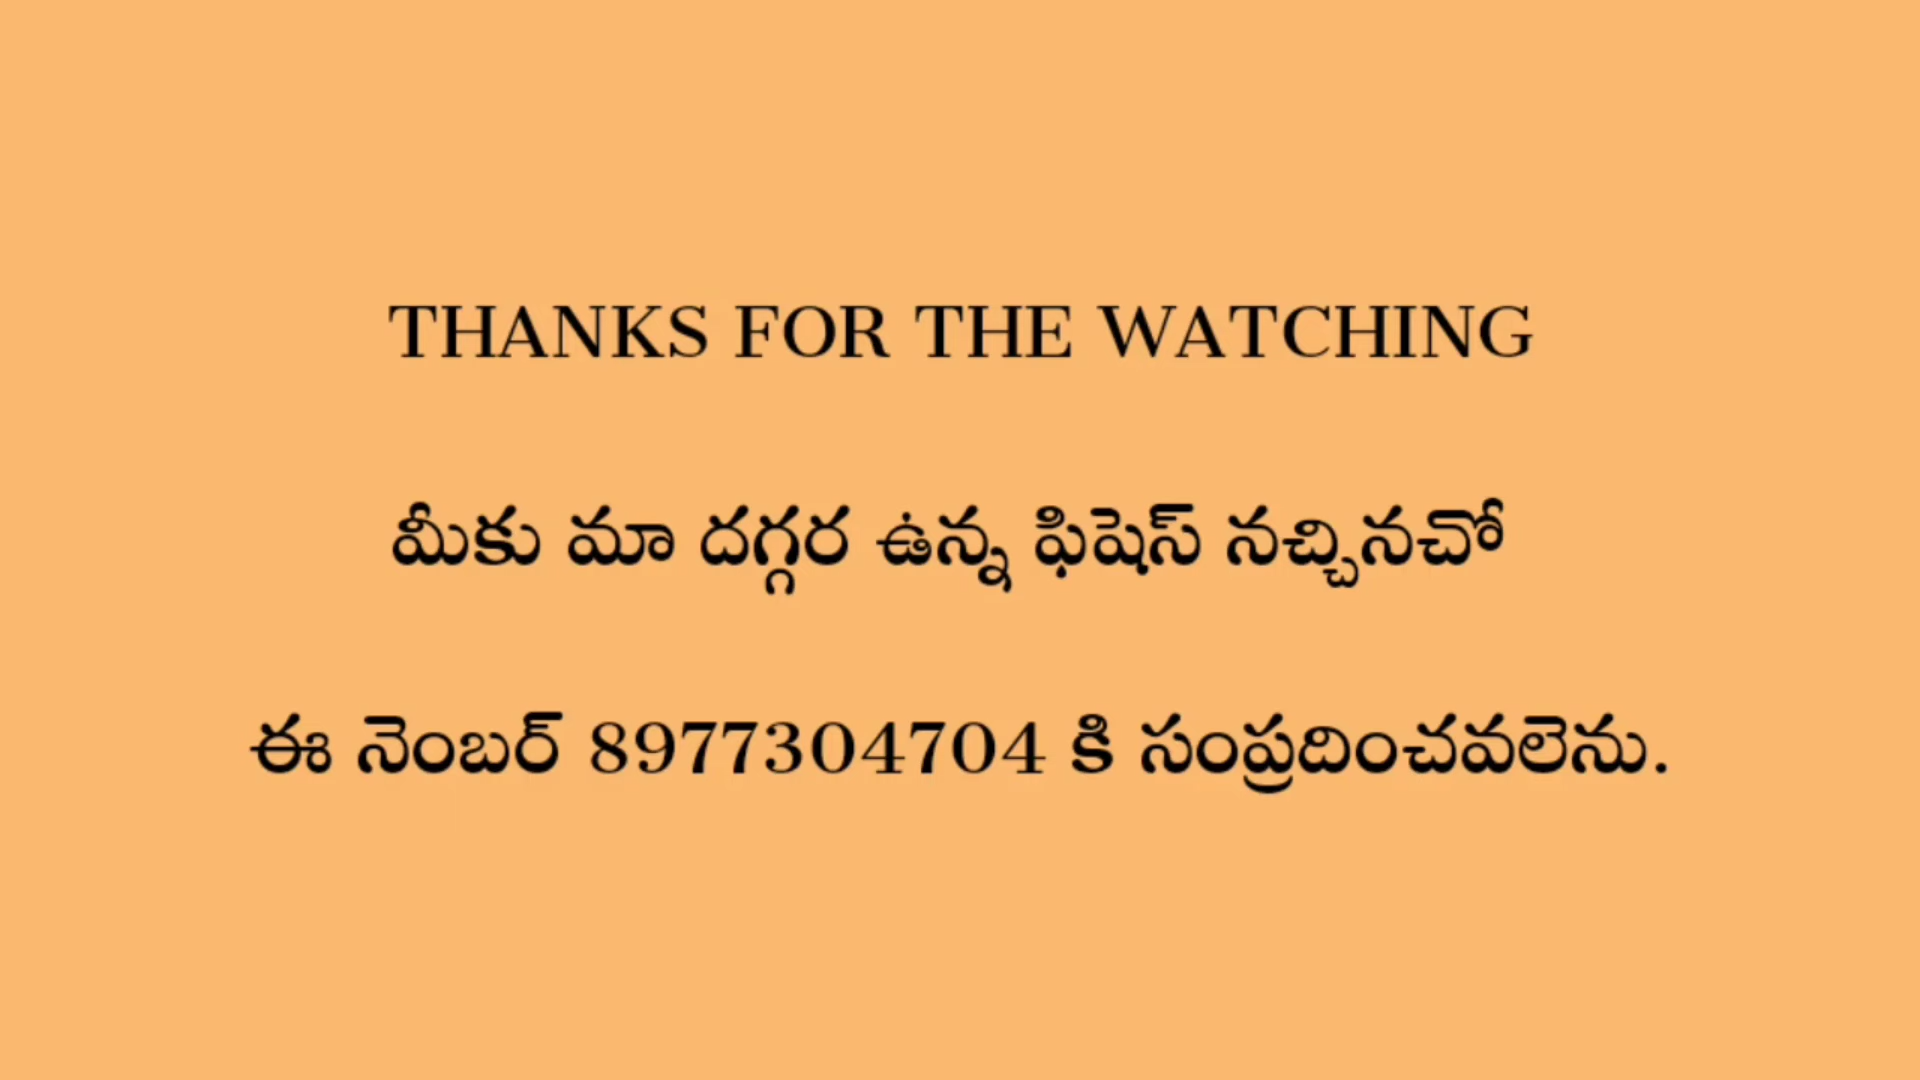 THANKS FOR THE WATCHING
మీకు మా దగ్గర ఉన్న ఫిషెస్ నచ్చినచో
ఈ నెంబర్ 8977304704 కి సంప్రదించవలెను.